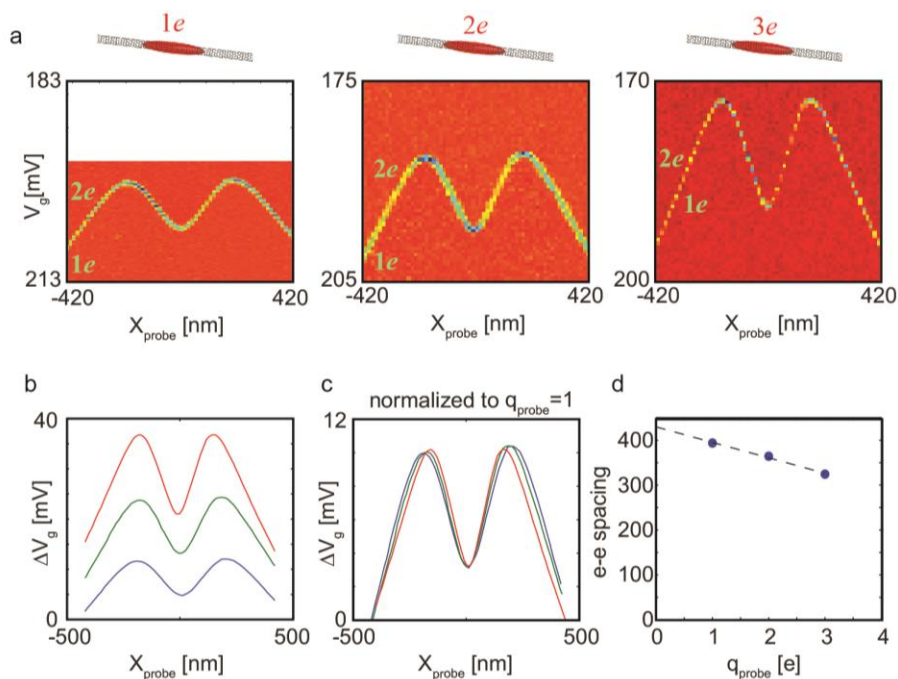 a
1e
2e
3e
183
175
170
V_g[mV]
2e
1e
2e
1e
2e
1e
213
205
200
-420
420
-420
420
-420
420
X_probe [nm]
X_probe [nm]
X_probe [nm]
b
c
d
normalized to q_probe=1
40
ΔV_g [mV]
0
-500
500
X_probe [nm]
12
ΔV_g [mV]
0
-500
500
X_probe [nm]
400
300
200
100
0
e-e spacing
0
1
2
3
4
q_probe [e]